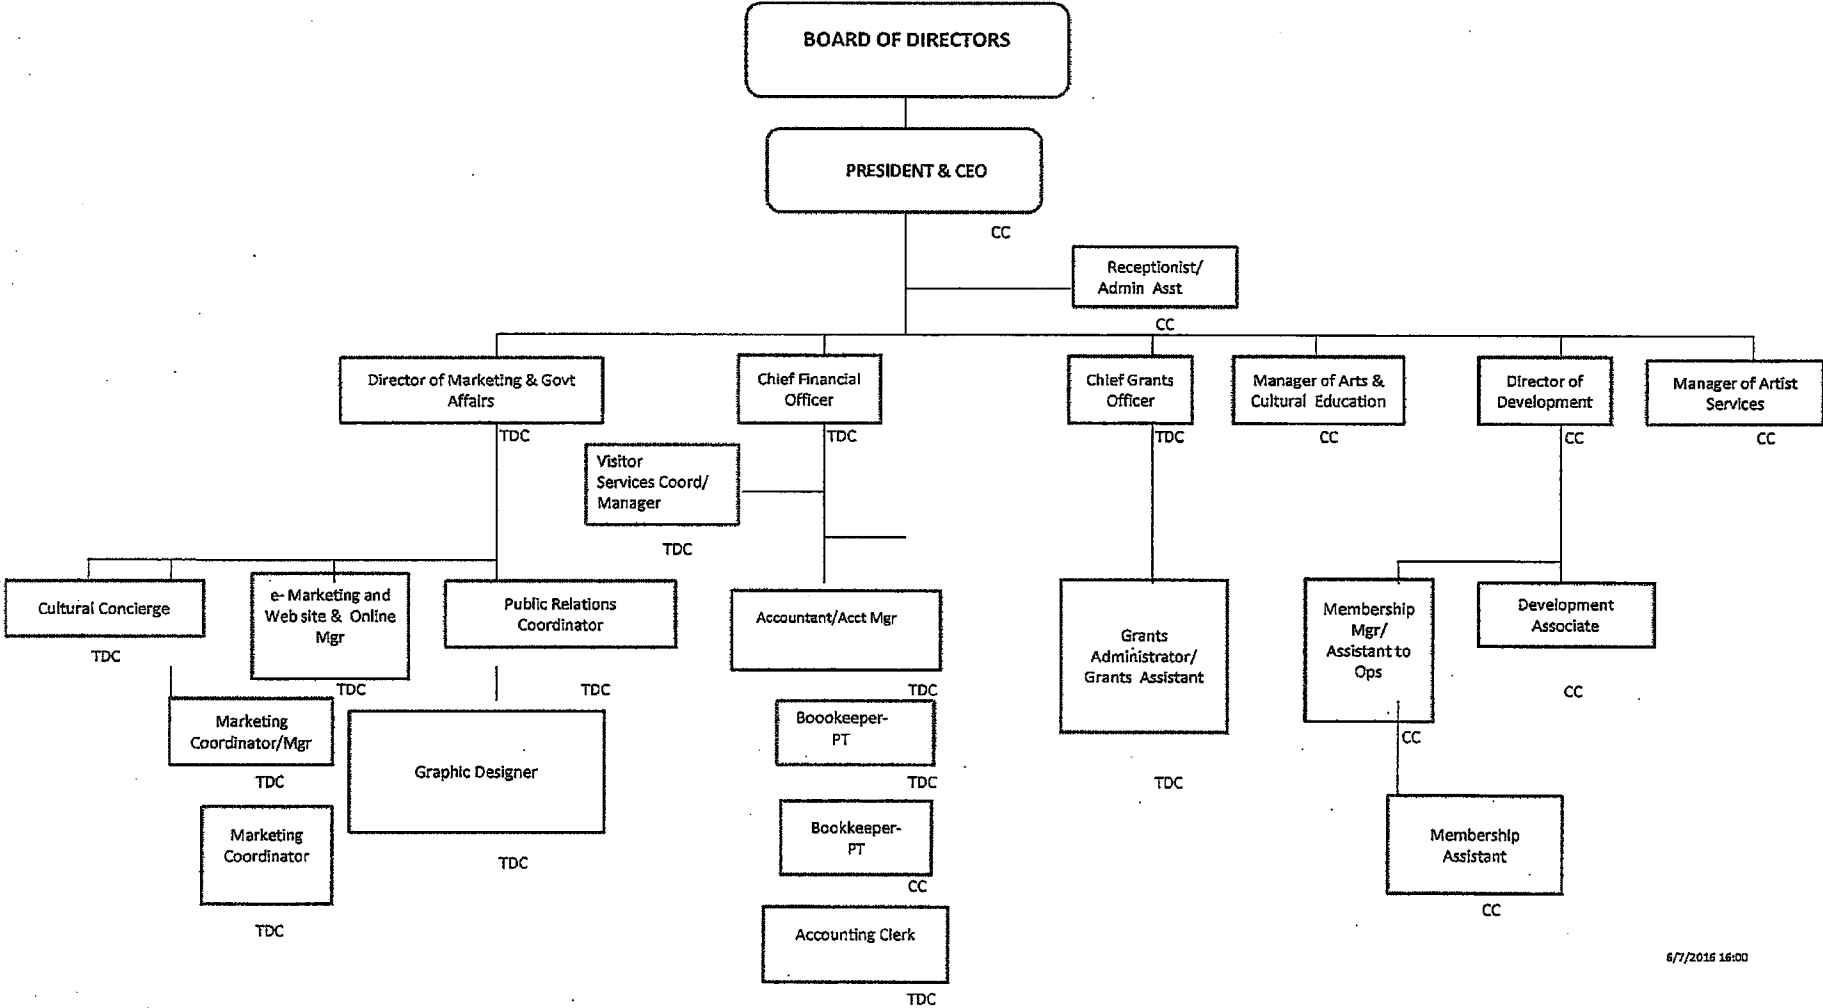 BOARD OF DIRECTORS
PRESIDENT & CEO
CC
Receptionist/
Admin Asst
CC
Director of Marketing & Govt
Affairs
TDC
Chief Financial
Officer
TDC
Chief Grants
Officer
TDC
Manager of Arts &
Cultural Education
CC
Director of
Development
CC
Manager of Artist
Services
CC
Visitor
Services Coord/
Manager
TDC
Cultural Concierge
TDC
e- Marketing and
Web site & Online
Mgr
TDC
Public Relations
Coordinator
TDC
Accountant/Acct Mgr
TDC
Grants
Administrator/
Grants Assistant
TDC
Membership
Mgr/
Assistant to
Ops
CC
Development
Associate
CC
Marketing
Coordinator/Mgr
TDC
Graphic Designer
TDC
Boookeeper-
PT
TDC
Marketing
Coordinator
TDC
Bookkeeper-
PT
CC
Membership
Assistant
CC
Accounting Clerk
TDC
6/7/2016 16:00